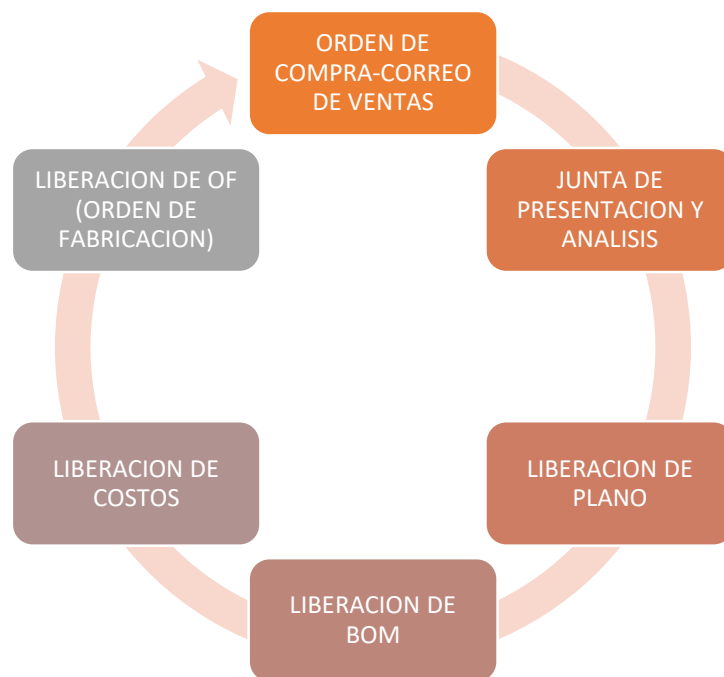 ORDEN DE
COMPRA-CORREO
DE VENTAS
JUNTA DE
PRESENTACION Y
ANALISIS
LIBERACION DE
PLANO
LIBERACION DE
BOM
LIBERACION DE
COSTOS
LIBERACION DE OF
(ORDEN DE
FABRICACION)